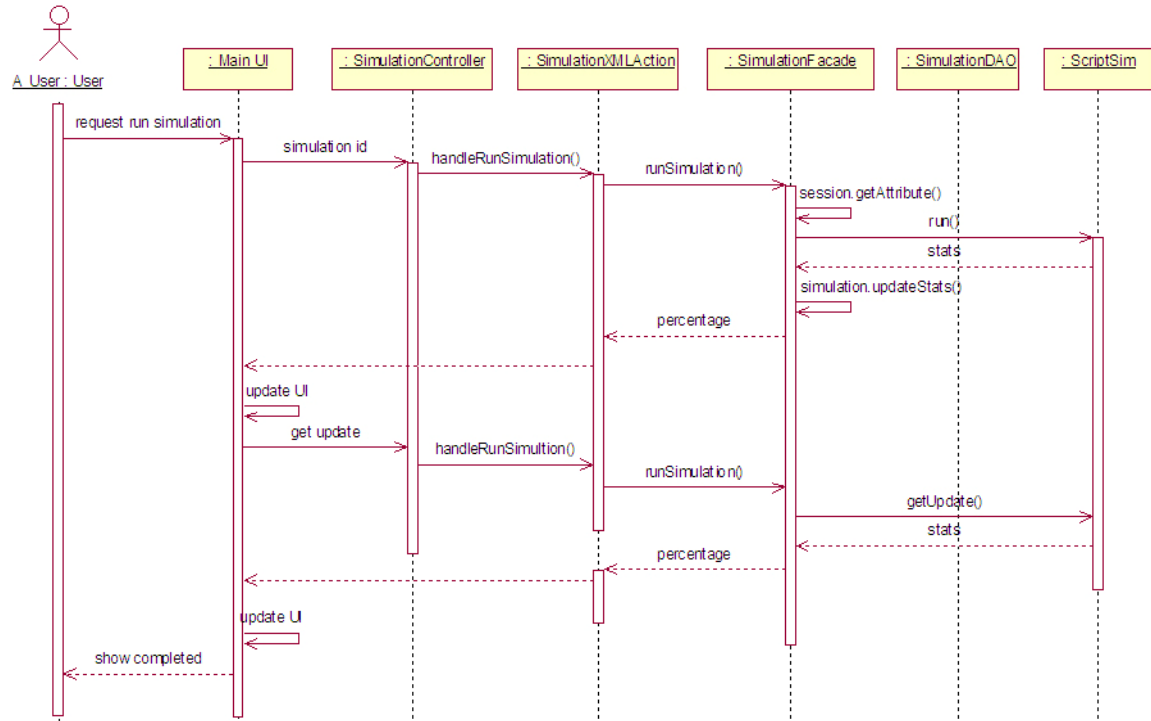 A User : User
: Main UI
: SimulationController
: SimulationXMLAction
: SimulationFacade
: SimulationDAO
: ScriptSim
request run simulation
simulation id
handleRunSimulation()
runSimulation()
session.getAttribute()
run()
stats
simulation.updateStats()
percentage
update UI
get update
handleRunSimultion()
runSimulation()
getUpdate()
stats
percentage
update UI
show completed